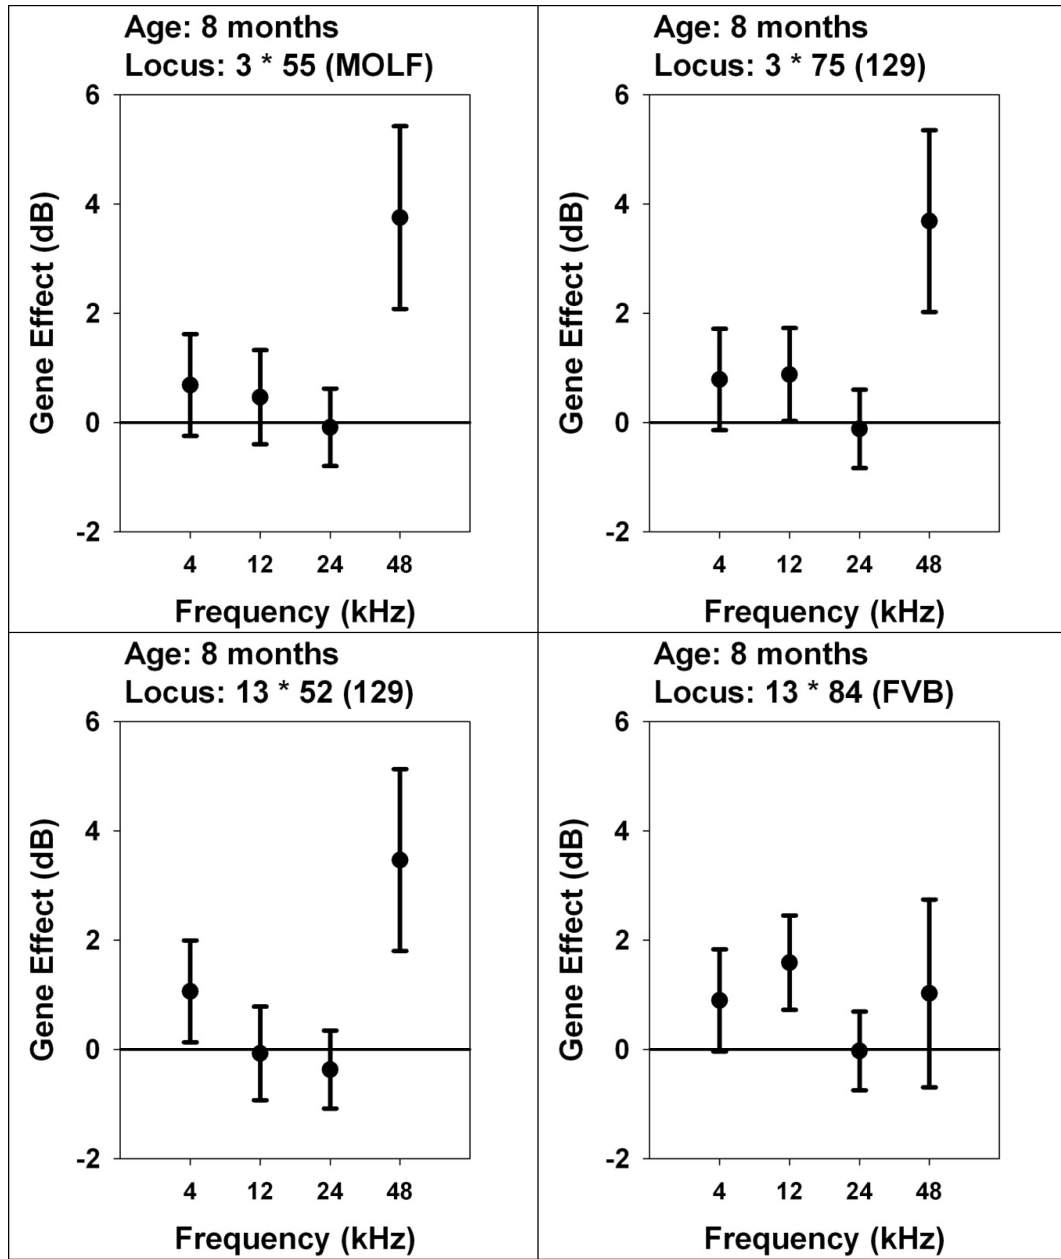 Age: 8 months
Locus: 3 * 55 (MOLF)
6
4
2
0
-2
Gene Effect (dB)
4 12 24 48
Frequency (kHz)
Age: 8 months
Locus: 3 * 75 (129)
6
4
2
0
-2
Gene Effect (dB)
4 12 24 48
Frequency (kHz)
Age: 8 months
Locus: 13 * 52 (129)
6
4
2
0
-2
Gene Effect (dB)
4 12 24 48
Frequency (kHz)
Age: 8 months
Locus: 13 * 84 (FVB)
6
4
2
0
-2
Gene Effect (dB)
4 12 24 48
Frequency (kHz)